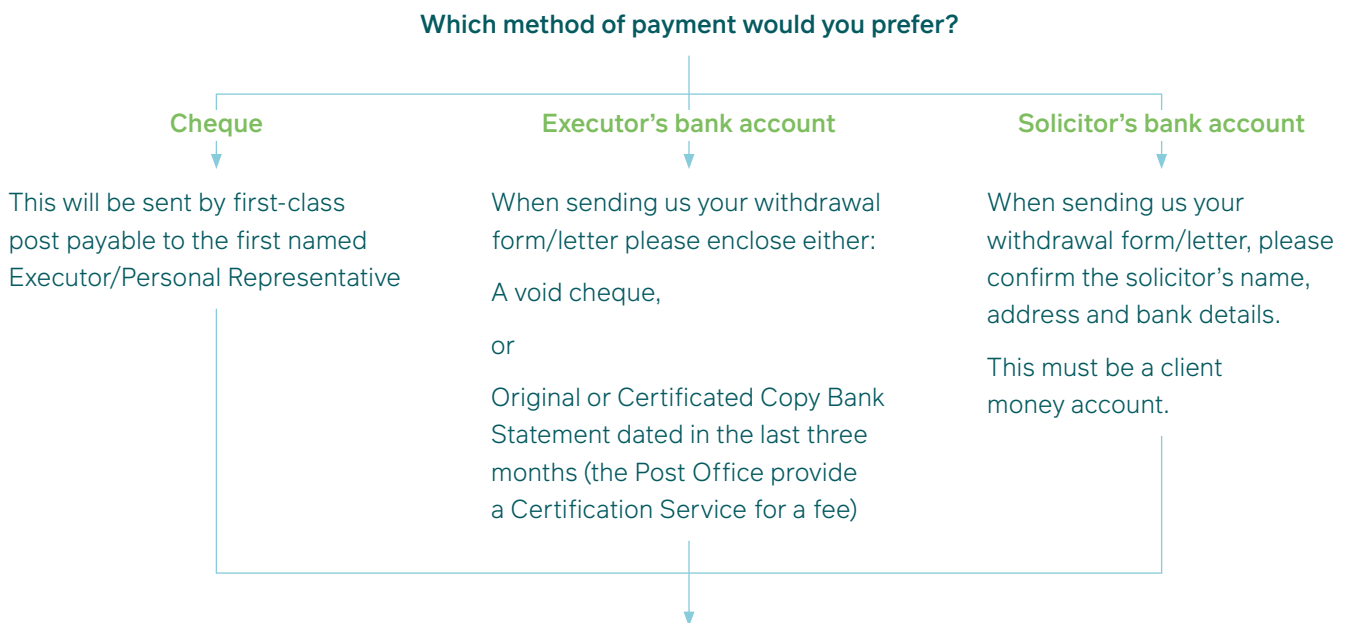 Which method of payment would you prefer?
Cheque
This will be sent by first-class
post payable to the first named
Executor/Personal Representative
Executor’s bank account
When sending us your withdrawal
form/letter please enclose either:
A void cheque,
or
Original or Certificated Copy Bank
Statement dated in the last three
months (the Post Office provide
a Certification Service for a fee)
Solicitor’s bank account
When sending us your
withdrawal form/letter, please
confirm the solicitor’s name,
address and bank details.
This must be a client
money account.